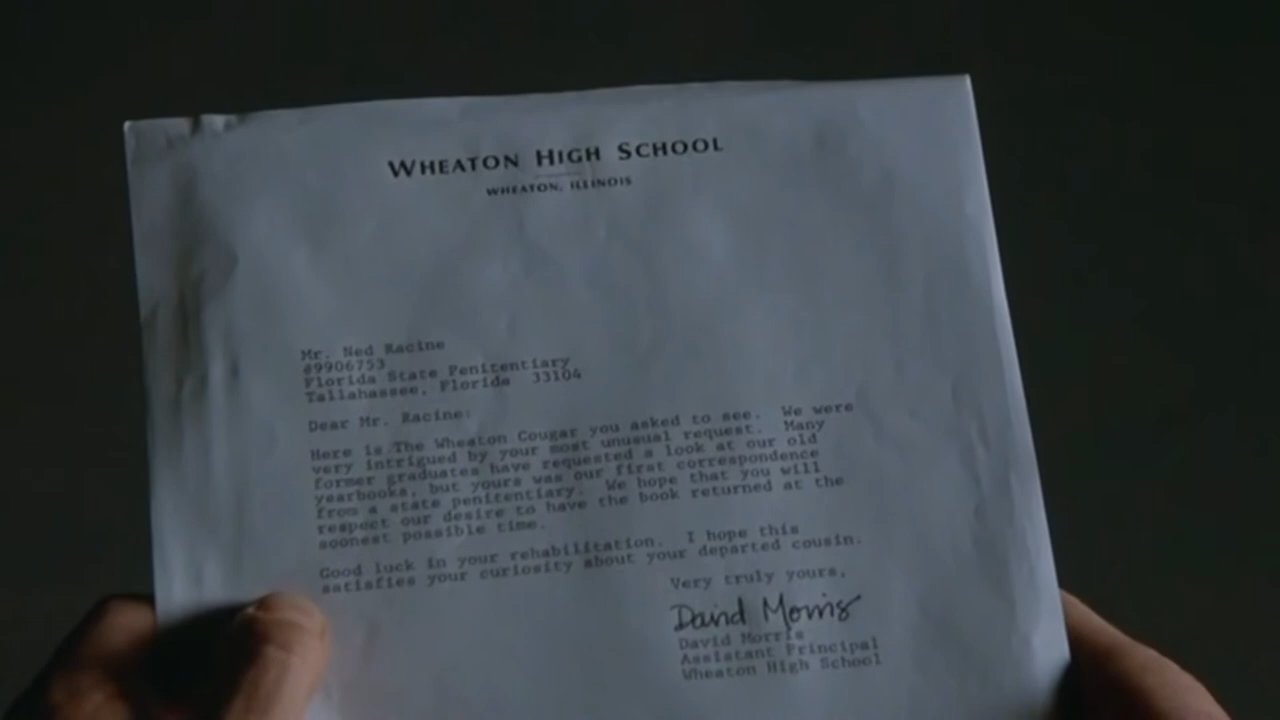 WHEATON HIGH SCHOOL
WHEATON, ILLINOIS
Mr. Ned Racine
#9906753
Florida State Penitentiary
Tallahassee, Florida 33104
Dear Mr. Racine:
Here is The Wheaton Cougar you asked to see. We were
very intrigued by your most unusual request. Many
former graduates have requested a look at our old
yearbooks, but yours was our first correspondence
from a state penitentiary. We hope that you will
respect our desire to have the book returned at the
soonest possible time.
Good luck in your rehabilitation. I hope this
satisfies your curiosity about your departed cousin.
Very truly yours,
David Morris
David Morris
Assistant Principal
Wheaton High School